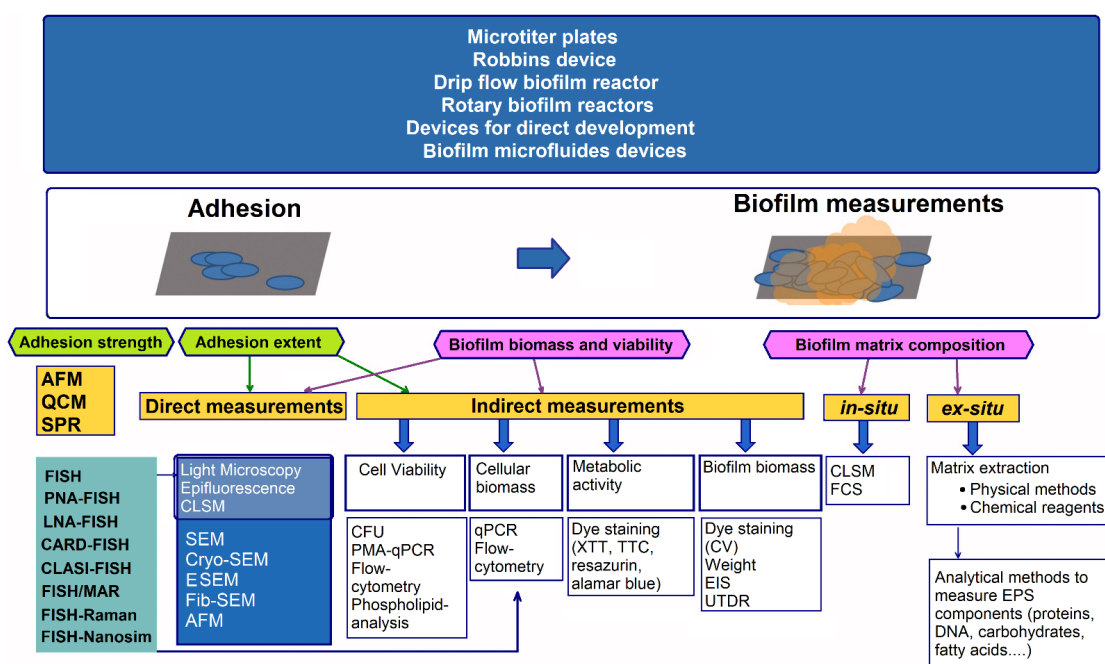 Microtiter plates
Robbins device
Drip flow biofilm reactor
Rotary biofilm reactors
Devices for direct development
Biofilm microfluides devices
Adhesion
Biofilm measurements
Adhesion strength
Adhesion extent
Biofilm biomass and viability
Biofilm matrix composition
AFM
QCM
SPR
Direct measurements
Indirect measurements
in-situ
ex-situ
FISH
PNA-FISH
LNA-FISH
CARD-FISH
CLASI-FISH
FISH/MAR
FISH-Raman
FISH-Nanosim
Light Microscopy
Epifluorescence
CLSM
SEM
Cryo-SEM
ESEM
Fib-SEM
AFM
Cell Viability
CFU
PMA-qPCR
Flow-
cytometry
Phospholipid-
analysis
Cellular
biomass
qPCR
Flow-
cytometry
Metabolic
activity
Dye staining
(XTT, TTC,
resazurin,
alamar blue)
Biofilm biomass
Dye staining
(CV)
Weight
EIS
UTDR
CLSM
FCS
Matrix extraction
• Physical methods
• Chemical reagents
Analytical methods to
measure EPS
components (proteins,
DNA, carbohydrates,
fatty acids....)